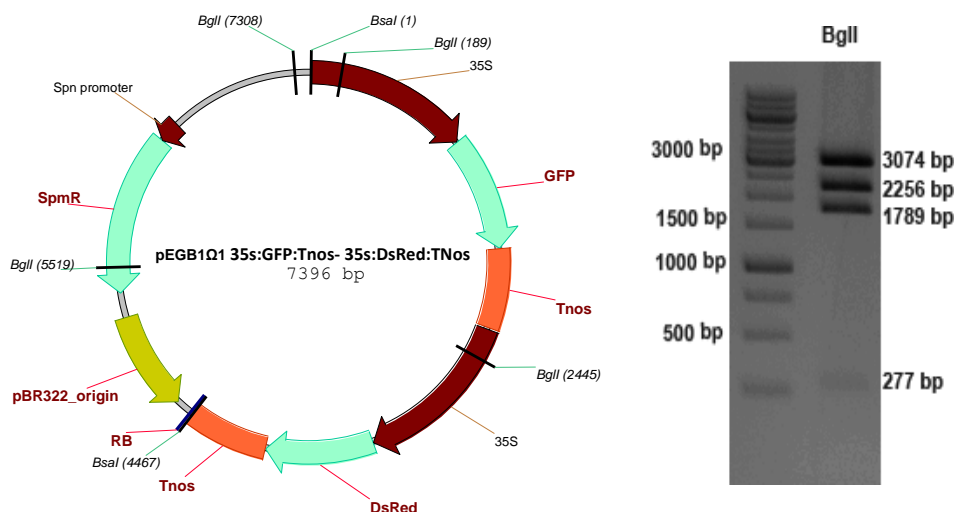 BglI (7308)
BsaI (1)
BglI (189)
35S
Spn promoter
GFP
SpmR
pEGB1Ω1 35s:GFP:Tnos- 35s:DsRed:TNos
7396 bp
BglI (5519)
Tnos
BglI (2445)
pBR322_origin
RB
BsaI (4467)
35S
Tnos
DsRed
BglI
3000 bp
3074 bp
2256 bp
1500 bp
1789 bp
1000 bp
500 bp
277 bp